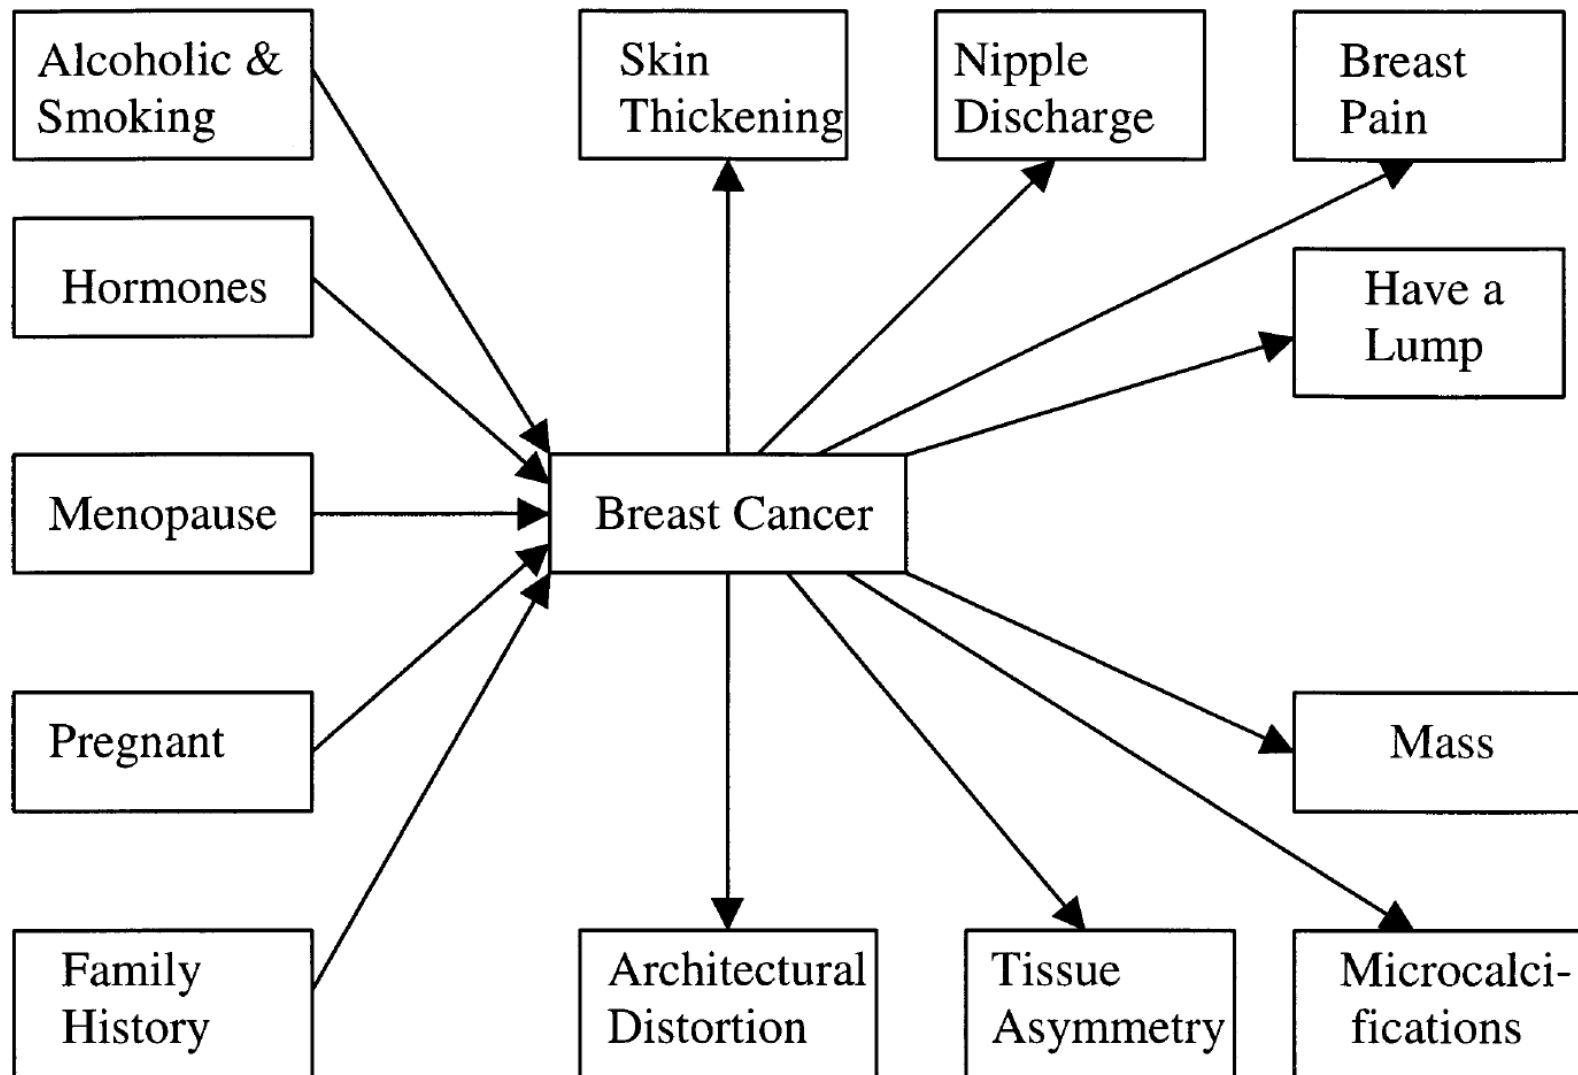 Alcoholic &
Smoking
Skin
Thickening
Nipple
Discharge
Breast
Pain
Hormones
Have a
Lump
Menopause
Breast Cancer
Pregnant
Mass
Family
History
Architectural
Distortion
Tissue
Asymmetry
Microcalci-
fications